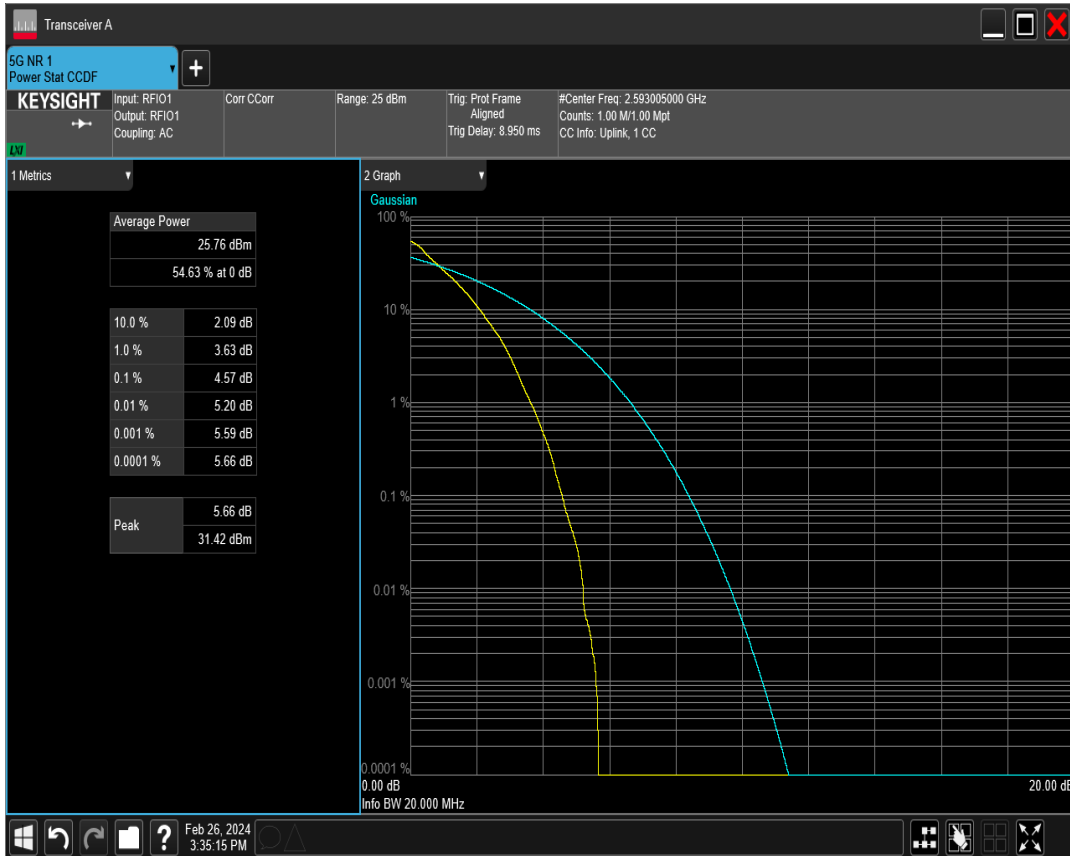 Transceiver A
5G NR 1
Power Stat CCDF
+
KEYSIGHT
LXI
Input: RFIO1
Output: RFIO1
Coupling: AC
Corr CCorr
Range: 25 dBm
Trig: Prot Frame
Aligned
Trig Delay: 8.950 ms
#Center Freq: 2.593005000 GHz
Counts: 1.00 M/1.00 Mpt
CC Info: Uplink, 1 CC
1 Metrics
Average Power
25.76 dBm
54.63 % at 0 dB
10.0 % 2.09 dB
1.0 % 3.63 dB
0.1 % 4.57 dB
0.01 % 5.20 dB
0.001 % 5.59 dB
0.0001 % 5.66 dB
Peak
5.66 dB
31.42 dBm
2 Graph
Gaussian
100 %
10 %
1 %
0.1 %
0.01 %
0.001 %
0.0001 %
0.00 dB 20.00 dB
Info BW 20.000 MHz
?
Feb 26, 2024
3:35:15 PM